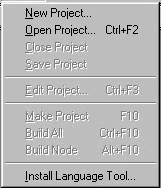 New Project...
Open Project... Ctrl+F2
Close Project
Save Project
Edit Project... Ctrl+F3
Make Project F10
Build All Ctrl+F10
Build Node Alt+F10
Install Language Tool...